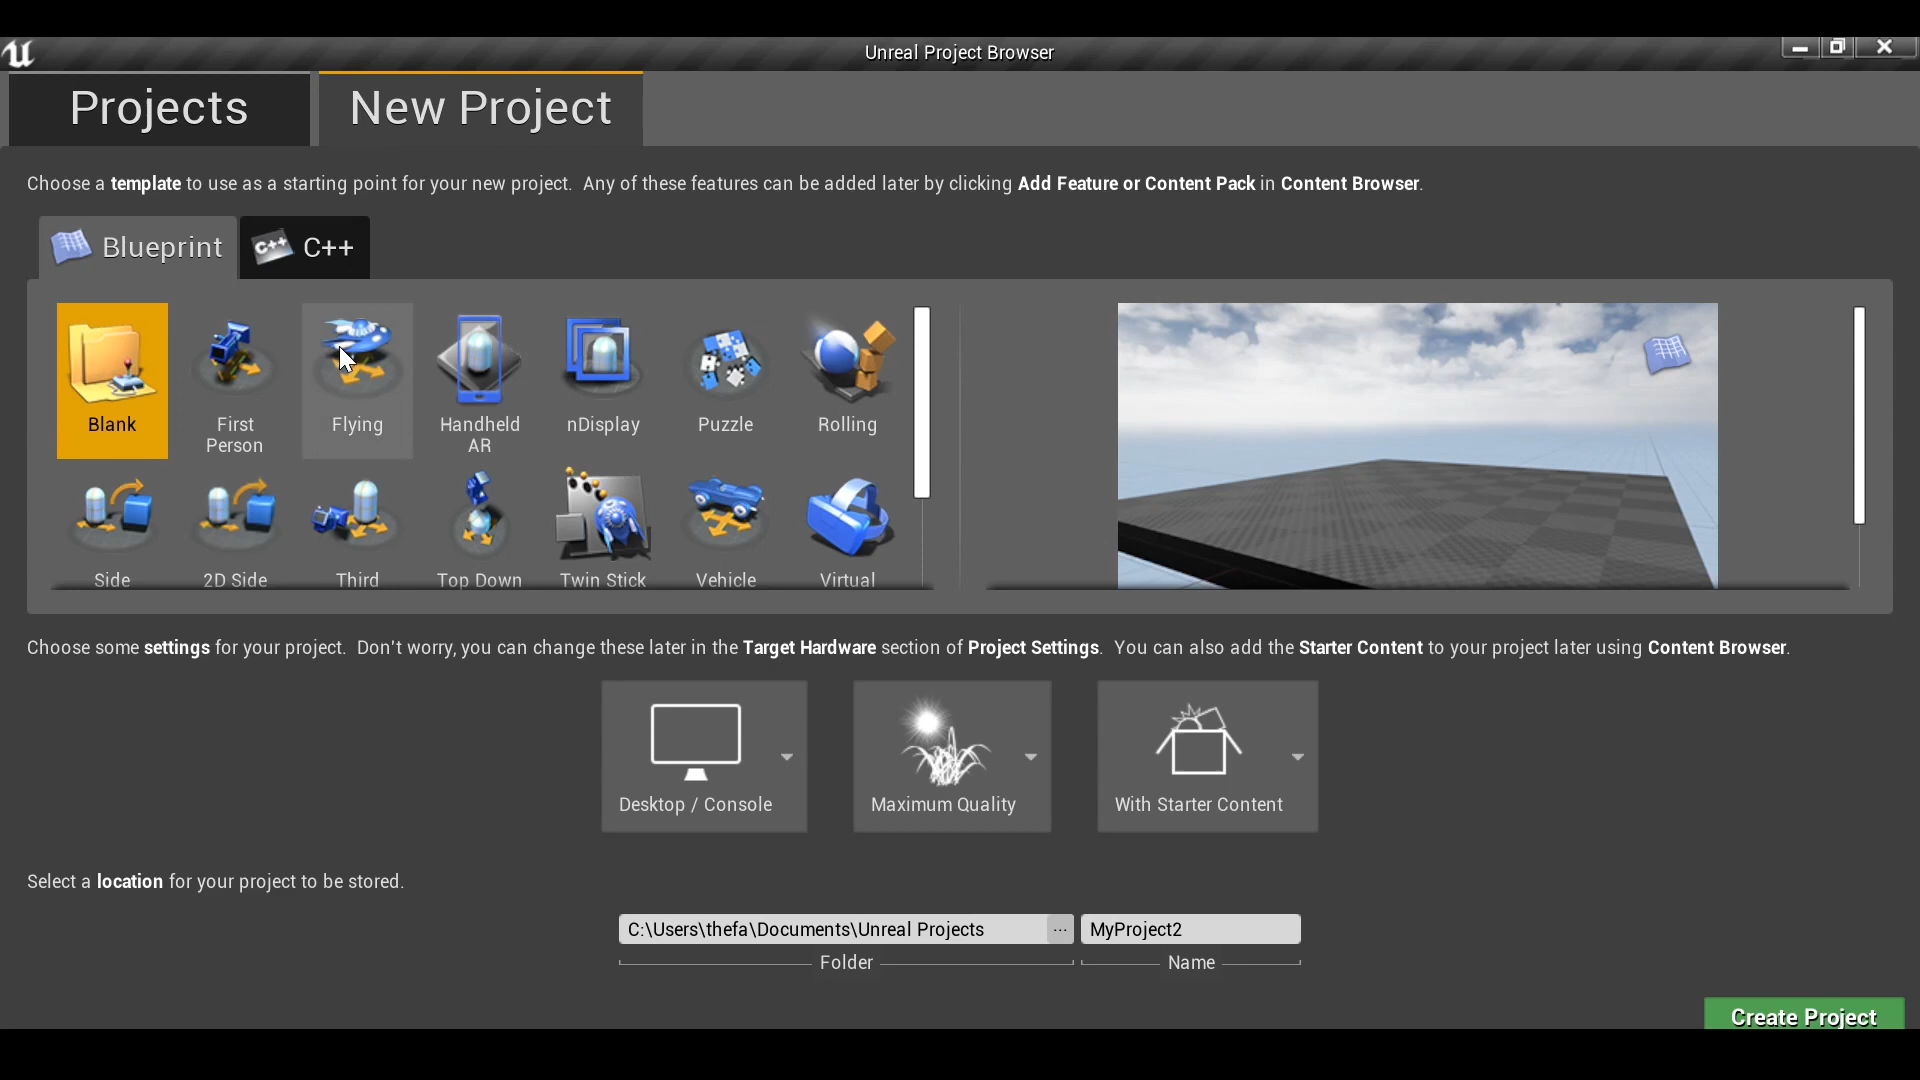 Unreal Project Browser
Projects
New Project
Choose a template to use as a starting point for your new project. Any of these features can be added later by clicking Add Feature or Content Pack in Content Browser.
Blueprint
C++
C++
Blank
First
Person
Flying
Handheld
AR
nDisplay
Puzzle
Rolling
Side
2D Side
Third
Top Down
Twin Stick
Vehicle
Virtual
Choose some settings for your project. Don't worry, you can change these later in the Target Hardware section of Project Settings. You can also add the Starter Content to your project later using Content Browser.
Desktop / Console
Maximum Quality
With Starter Content
Select a location for your project to be stored.
C:\Users\thefa\Documents\Unreal Projects
...
MyProject2
Folder
Name
Create Project